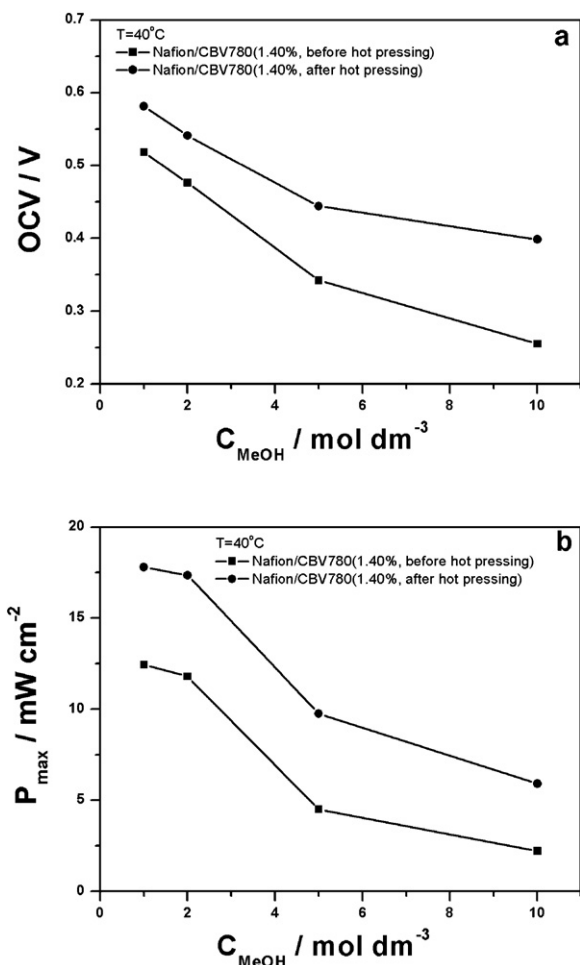 a
T=40°C
Nafion/CBV780(1.40%, before hot pressing)
Nafion/CBV780(1.40%, after hot pressing)
OCV / V
0.7
0.6
0.5
0.4
0.3
0.2
0 2 4 6 8 10
C_MeOH / mol dm⁻³
b
T=40°C
Nafion/CBV780(1.40%, before hot pressing)
Nafion/CBV780(1.40%, after hot pressing)
P_max / mW cm⁻²
20
15
10
5
0
0 2 4 6 8 10
C_MeOH / mol dm⁻³